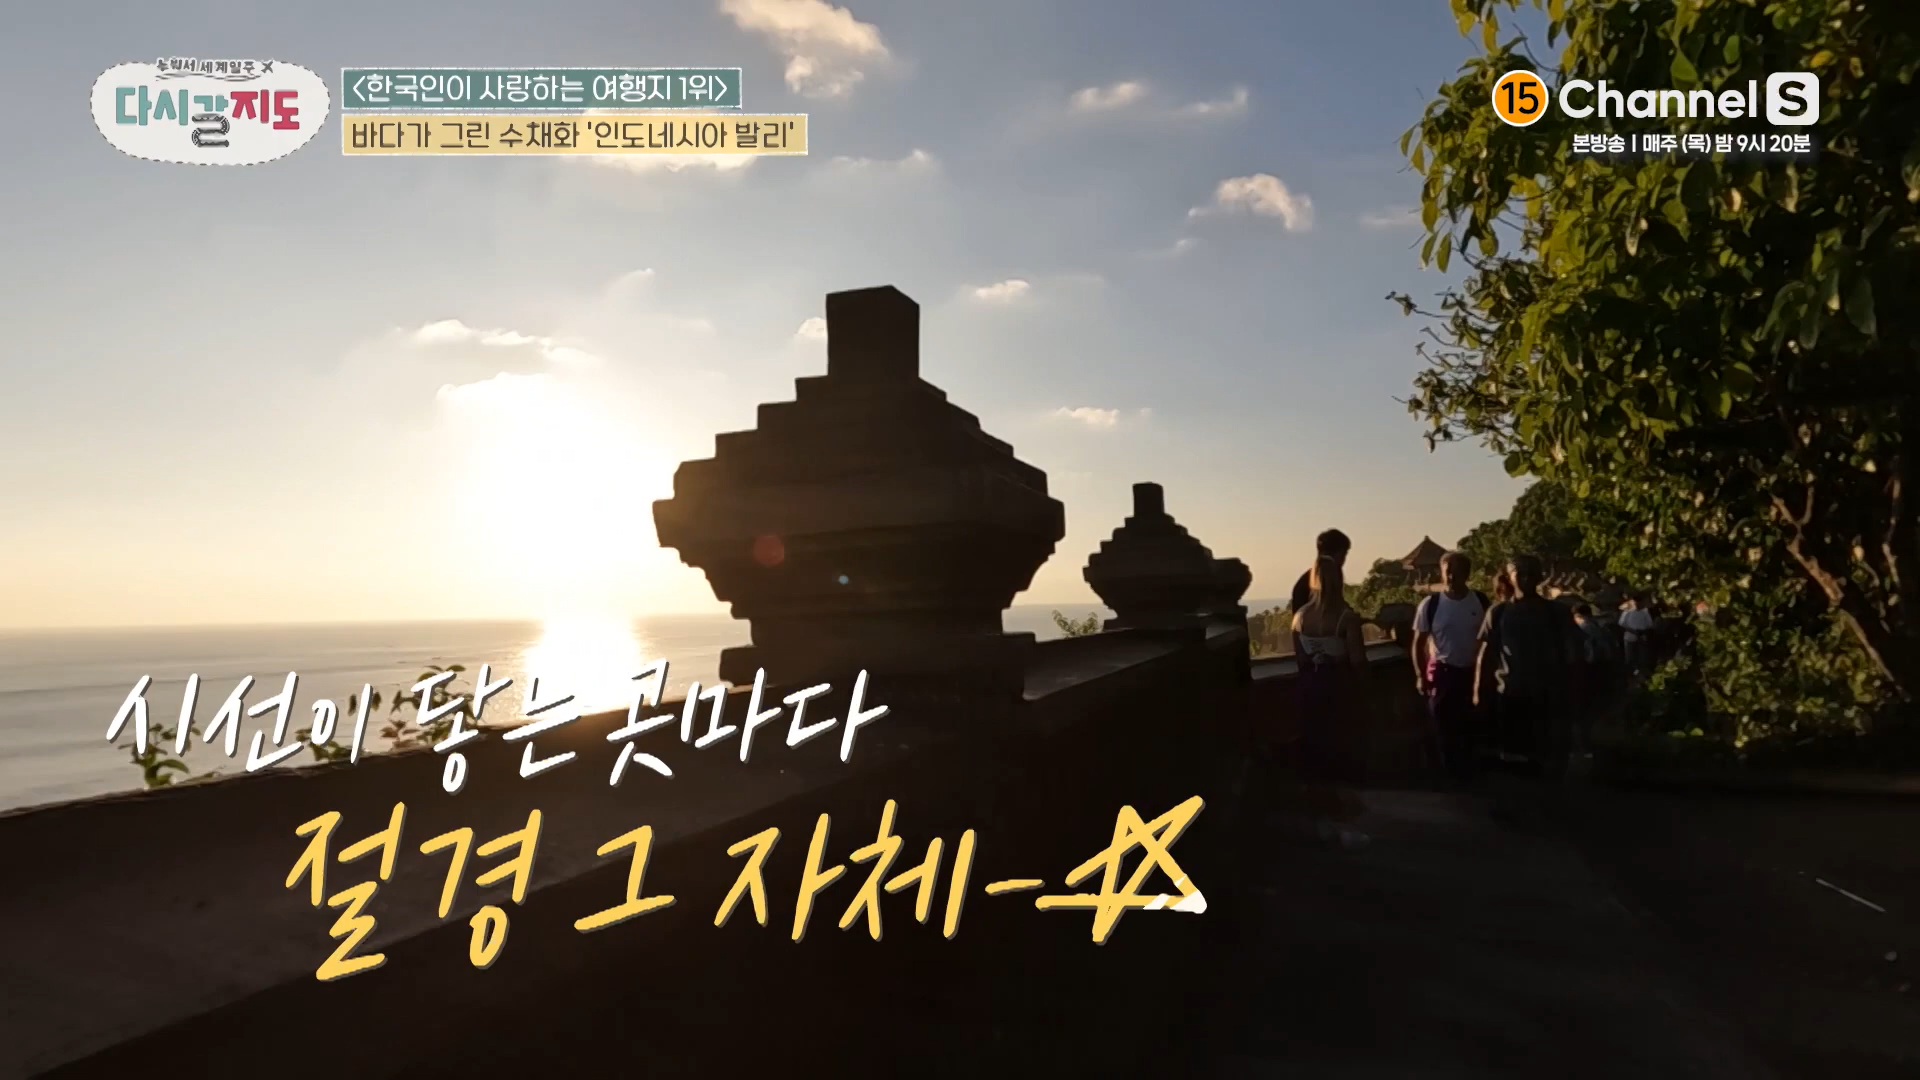 누워서 세계일주
다시갈지도
<한국인이 사랑하는 여행지 1위>
바다가 그린 수채화 '인도네시아 발리'
15 Channel S
본방송 | 매주 (목) 밤 9시 20분
시선이 닿는 곳마다
절경 그 자체-☆